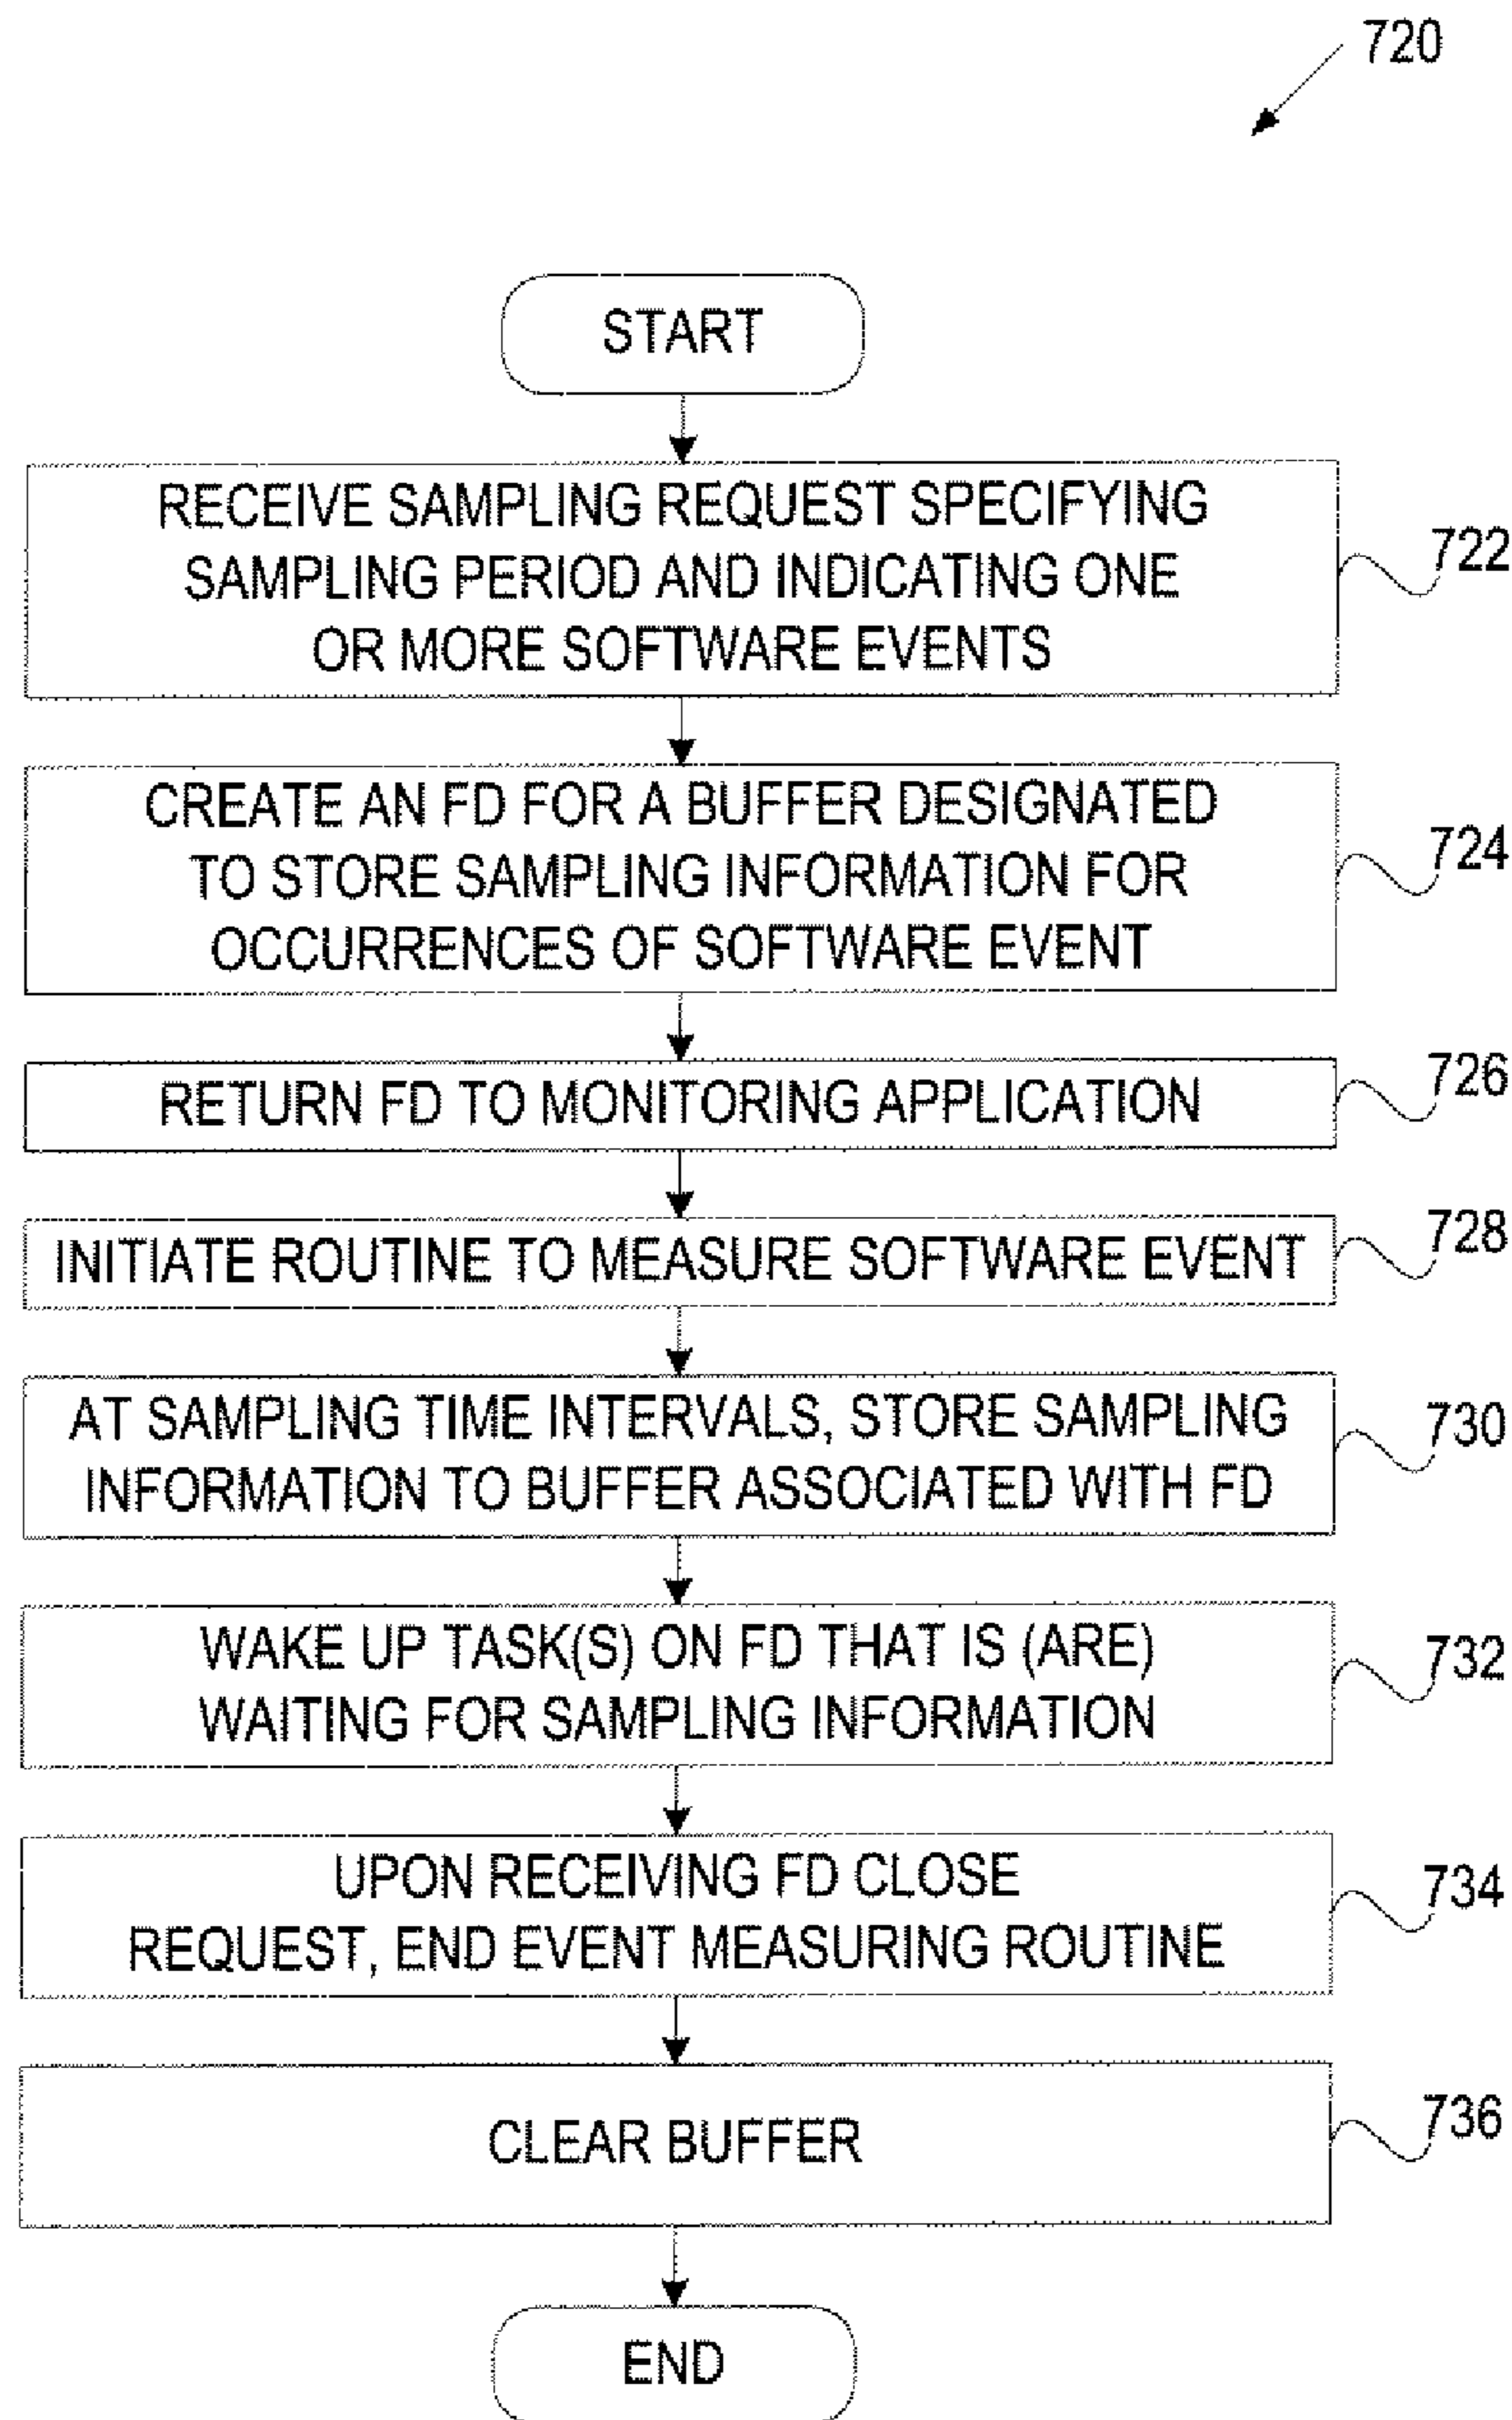 720
START
RECEIVE SAMPLING REQUEST SPECIFYING
SAMPLING PERIOD AND INDICATING ONE
OR MORE SOFTWARE EVENTS
722
CREATE AN FD FOR A BUFFER DESIGNATED
TO STORE SAMPLING INFORMATION FOR
OCCURRENCES OF SOFTWARE EVENT
724
RETURN FD TO MONITORING APPLICATION
726
INITIATE ROUTINE TO MEASURE SOFTWARE EVENT
728
AT SAMPLING TIME INTERVALS, STORE SAMPLING
INFORMATION TO BUFFER ASSOCIATED WITH FD
730
WAKE UP TASK(S) ON FD THAT IS (ARE)
WAITING FOR SAMPLING INFORMATION
732
UPON RECEIVING FD CLOSE
REQUEST, END EVENT MEASURING ROUTINE
734
CLEAR BUFFER
736
END